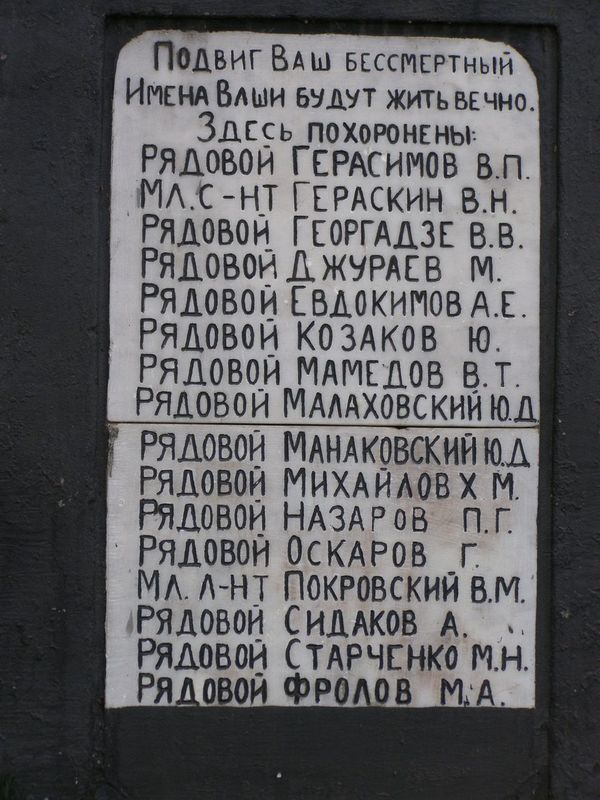 Подвиг Ваш бессмертный
Имена Ваши будут жить вечно.
Здесь похоронены:
Рядовой Герасимов В.П.
Мл.с-нт Гераскин В.Н.
Рядовой Георгадзе В.В.
Рядовой Джураев М.
Рядовой Евдокимов А.Е.
Рядовой Козаков Ю.
Рядовой Мамедов В.Т.
Рядовой Малаховский Ю.Д
Рядовой Манаковский Ю.Д
Рядовой Михайлов Х М.
Рядовой Назаров П.Г.
Рядовой Оскаров Г.
Мл. л-нт Покровский В.М.
Рядовой Сидаков А.
Рядовой Старченко М.Н.
Рядовой Фролов М.А.